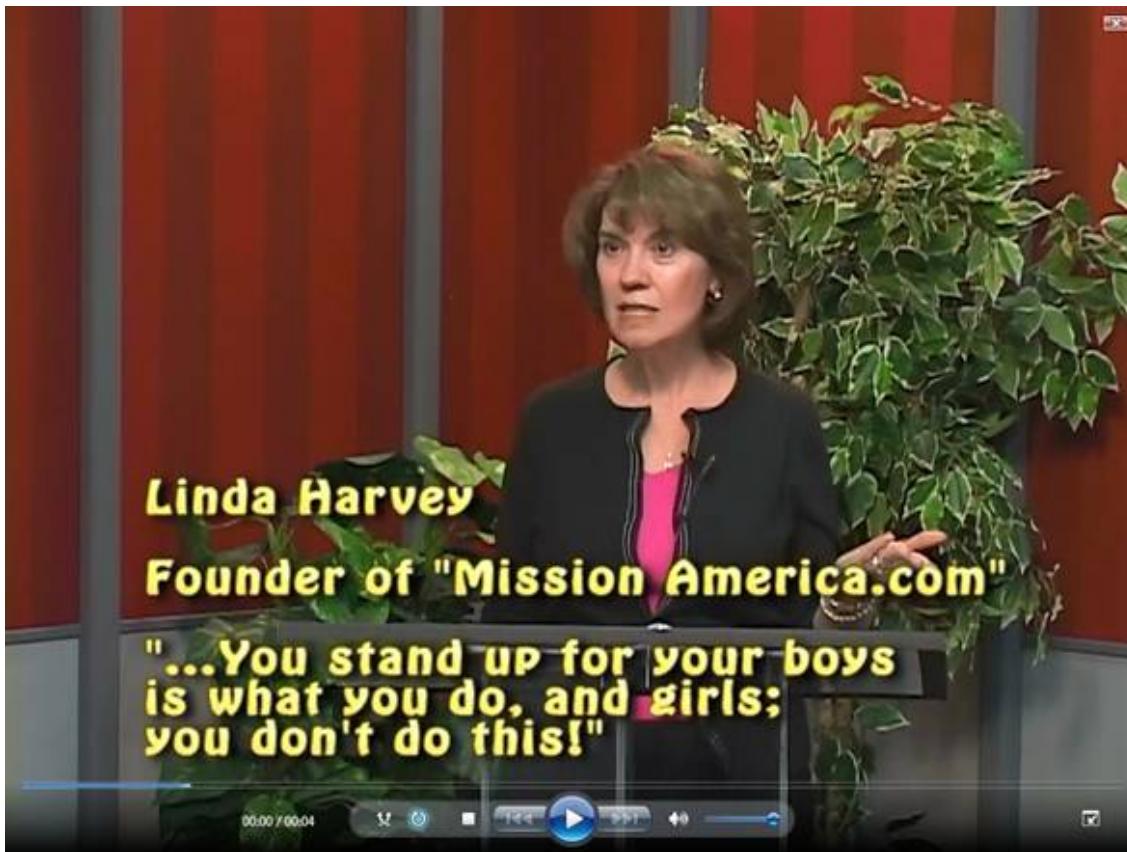 Linda Harvey
Founder of "Mission America.com"
"...You stand up for your boys
is what you do, and girls;
you don't do this!"
00:00 / 00:04